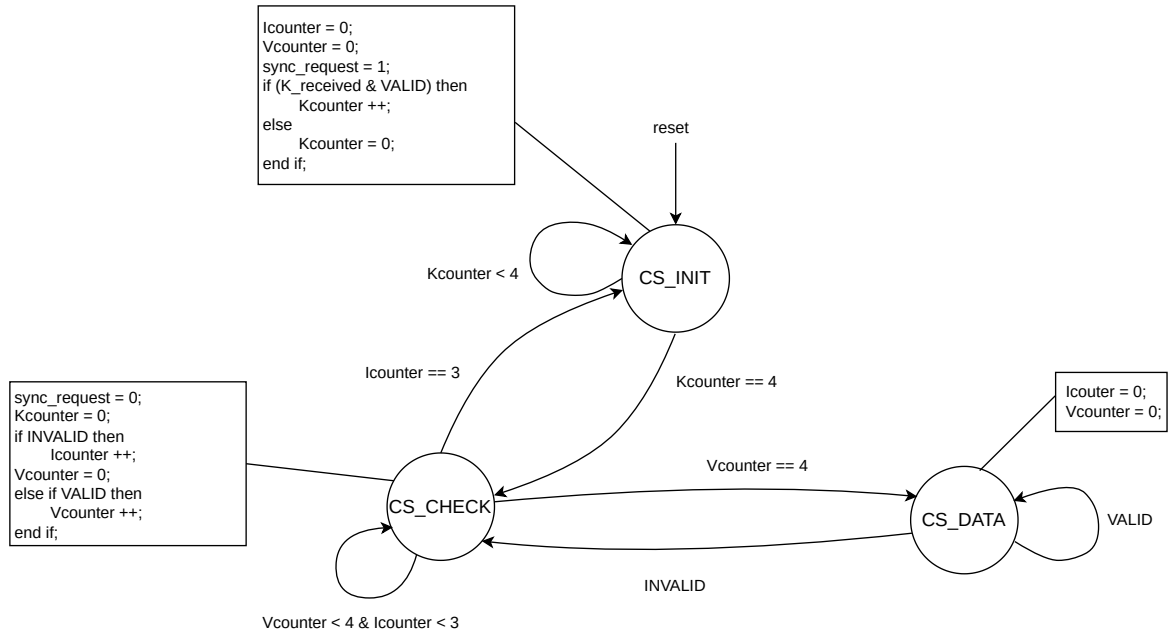 Icounter = 0;
Vcounter = 0;
sync_request = 1;
if (K_received & VALID) then
Kcounter ++;
else
Kcounter = 0;
end if;
reset
CS_INIT
Kcounter < 4
Icounter == 3
Kcounter == 4
sync_request = 0;
Kcounter = 0;
if INVALID then
Icounter ++;
Vcounter = 0;
else if VALID then
Vcounter ++;
end if;
Icouter = 0;
Vcounter = 0;
Vcounter == 4
CS_CHECK
CS_DATA
VALID
INVALID
Vcounter < 4 & Icounter < 3